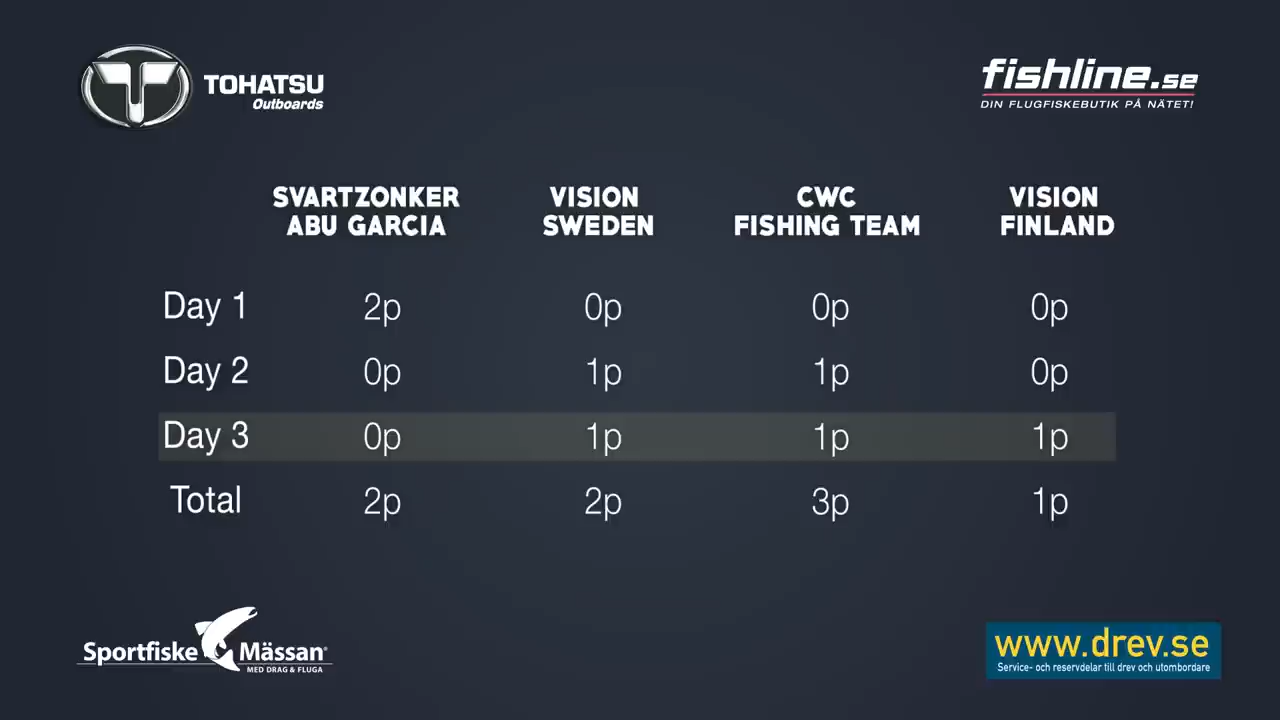 TOHATSU
Outboards
fishline.se
DIN FLUGFISKEBUTIK PÅ NÄTET!
SVARTZONKER ABU GARCIA
VISION SWEDEN
CWC FISHING TEAM
VISION FINLAND
Day 1 2p 0p 0p 0p
Day 2 0p 1p 1p 0p
Day 3 0p 1p 1p 1p
Total 2p 2p 3p 1p
Sportfiske Mässan®
MED DRAG & FLUGA
www.drev.se
Service- och reservdelar till drev och utombordare